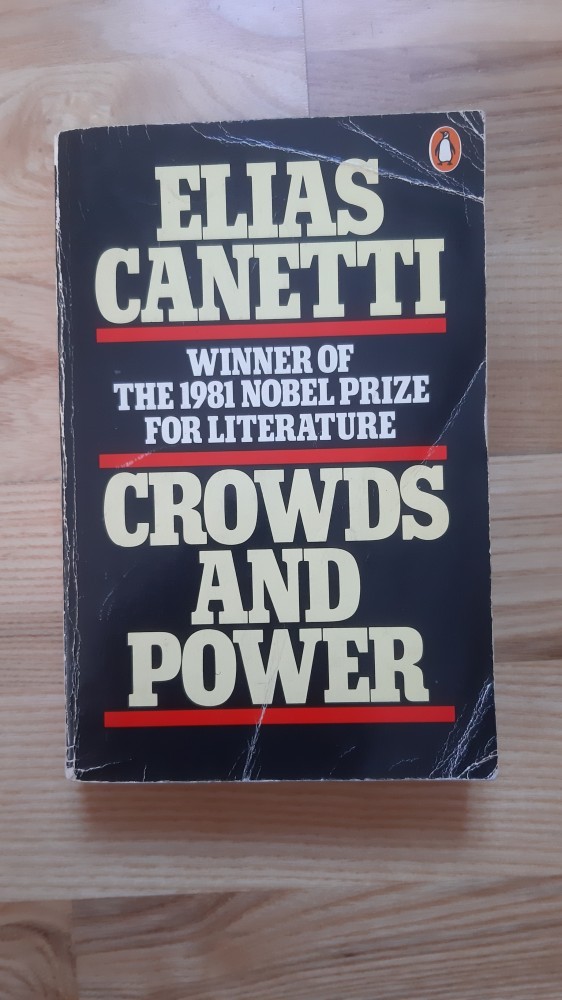 ELIAS
CANETTI
WINNER OF
THE 1981 NOBEL PRIZE
FOR LITERATURE
CROWDS
AND
POWER